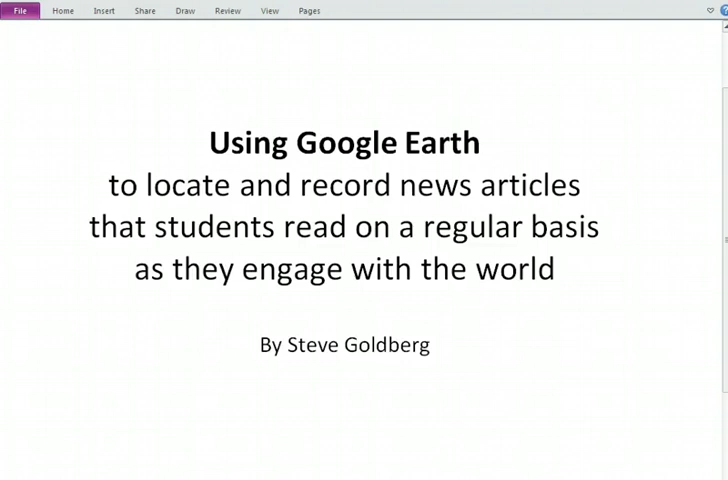 File Home Insert Share Draw Review View Pages
Using Google Earth
to locate and record news articles
that students read on a regular basis
as they engage with the world
By Steve Goldberg